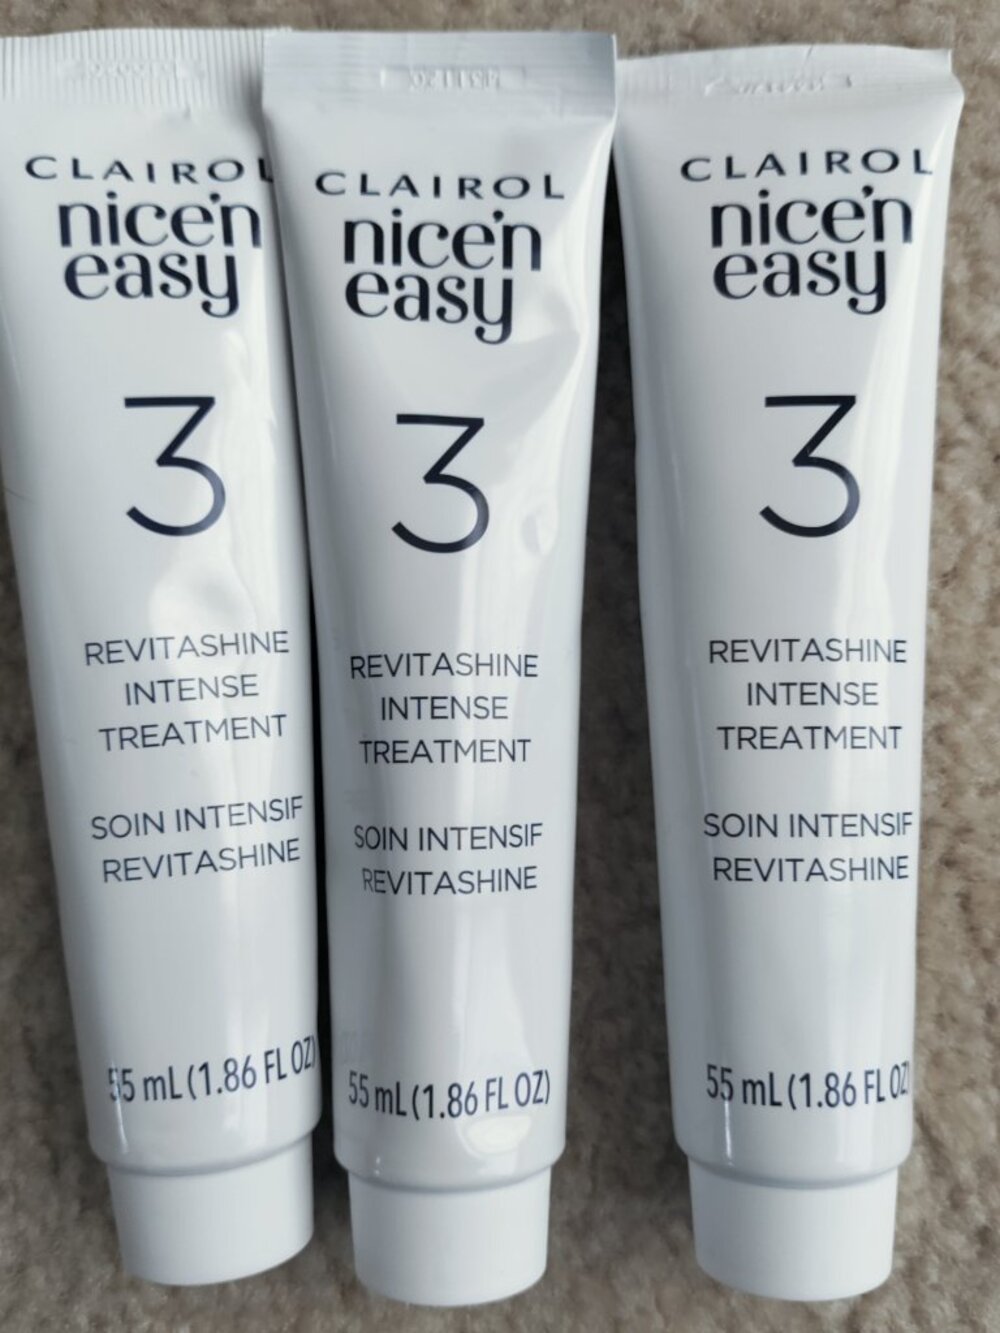 CLAIROL
nice'n
easy
3
REVITASHINE
INTENSE
TREATMENT
SOIN INTENSIF
REVITASHINE
55 mL (1.86 FL OZ)
CLAIROL
nice'n
easy
3
REVITASHINE
INTENSE
TREATMENT
SOIN INTENSIF
REVITASHINE
55 mL (1.86 FL OZ)
CLAIROL
nice'n
easy
3
REVITASHINE
INTENSE
TREATMENT
SOIN INTENSIF
REVITASHINE
55 mL (1.86 FL OZ